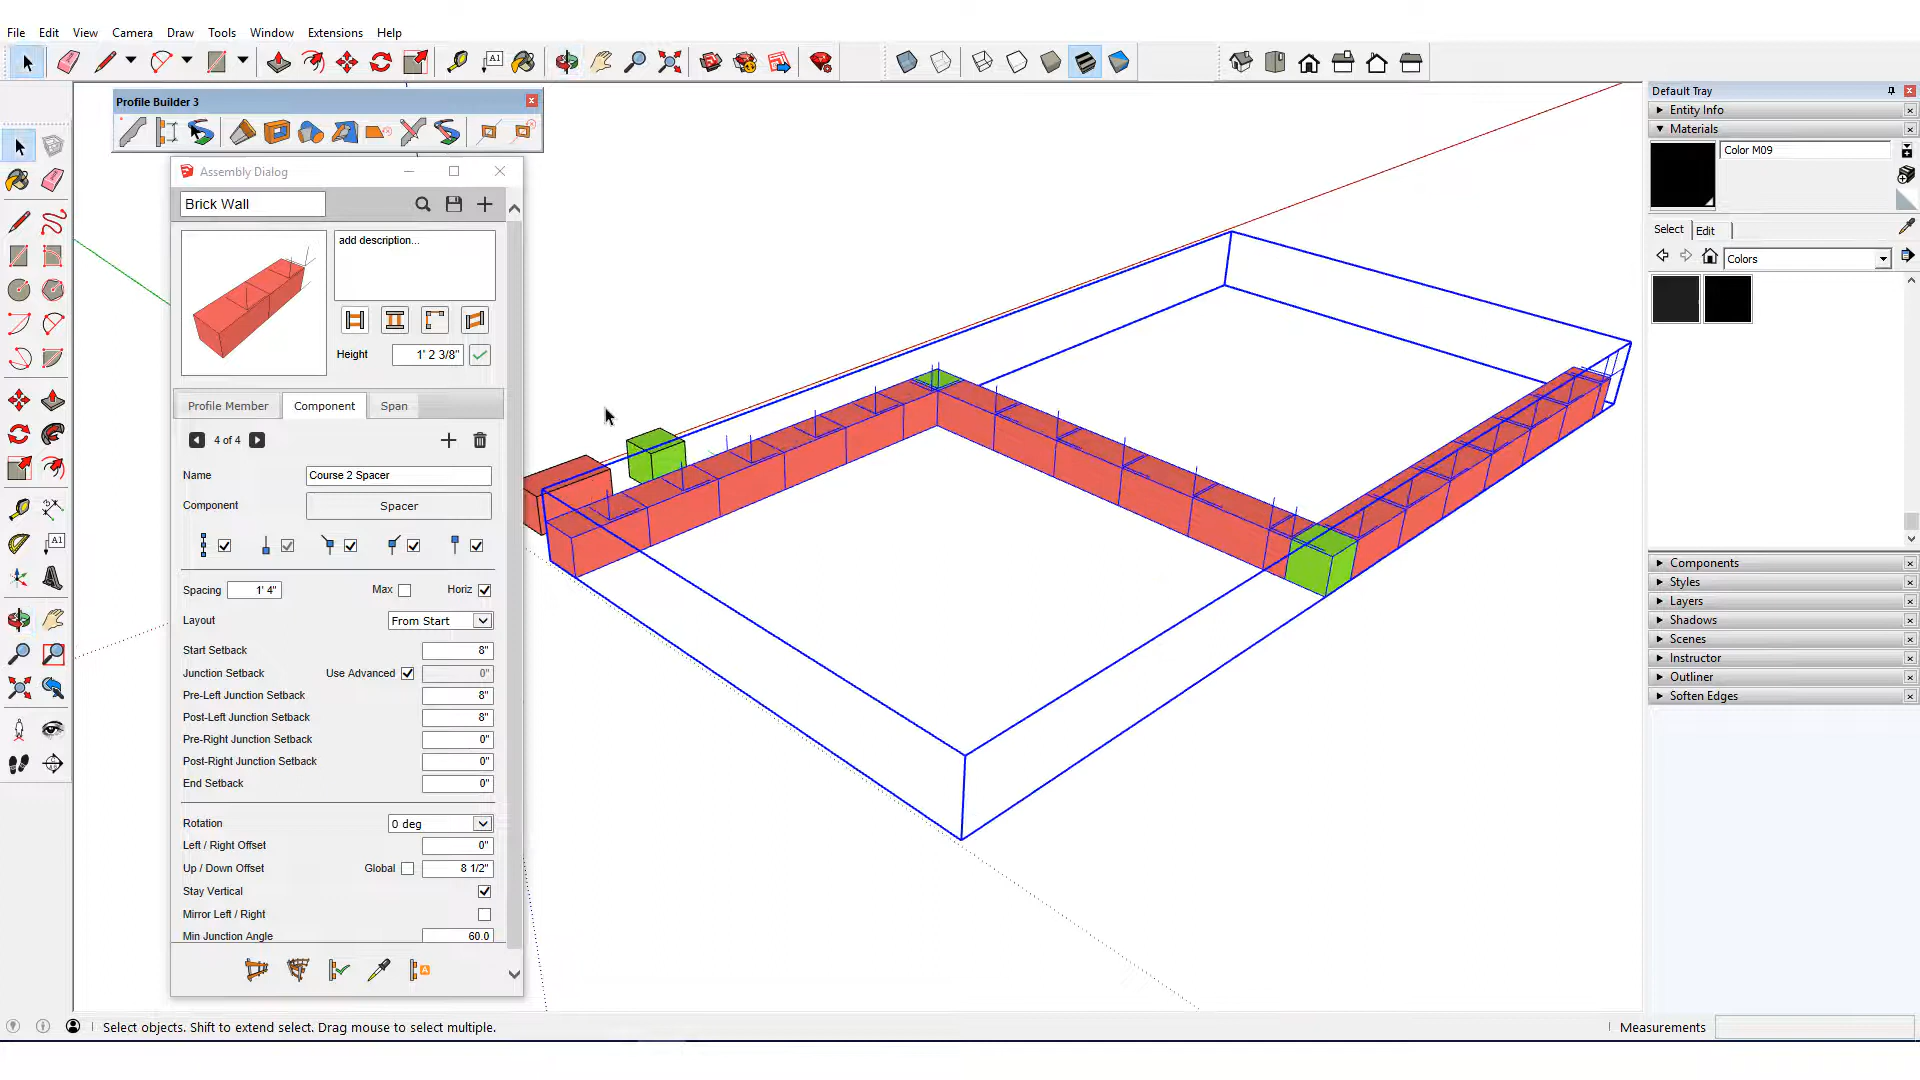 File Edit View Camera Draw Tools Window Extensions Help
A1
Profile Builder 3
Assembly Dialog
Brick Wall
add description...
Height 1' 2 3/8"
Profile Member Component Span
4 of 4
Name Course 2 Spacer
Component Spacer
Spacing 1' 4" Max Horiz
Layout From Start
Start Setback 8"
Junction Setback Use Advanced 0"
Pre-Left Junction Setback 8"
Post-Left Junction Setback 8"
Pre-Right Junction Setback 0"
Post-Right Junction Setback 0"
End Setback 0"
Rotation 0 deg
Left / Right Offset 0"
Up / Down Offset Global 8 1/2"
Stay Vertical
Mirror Left / Right
Min Junction Angle 60.0
A
A1
Default Tray
Entity Info
Materials
Color M09
Select Edit
Colors
Components
Styles
Layers
Shadows
Scenes
Instructor
Outliner
Soften Edges
Select objects. Shift to extend select. Drag mouse to select multiple.
Measurements